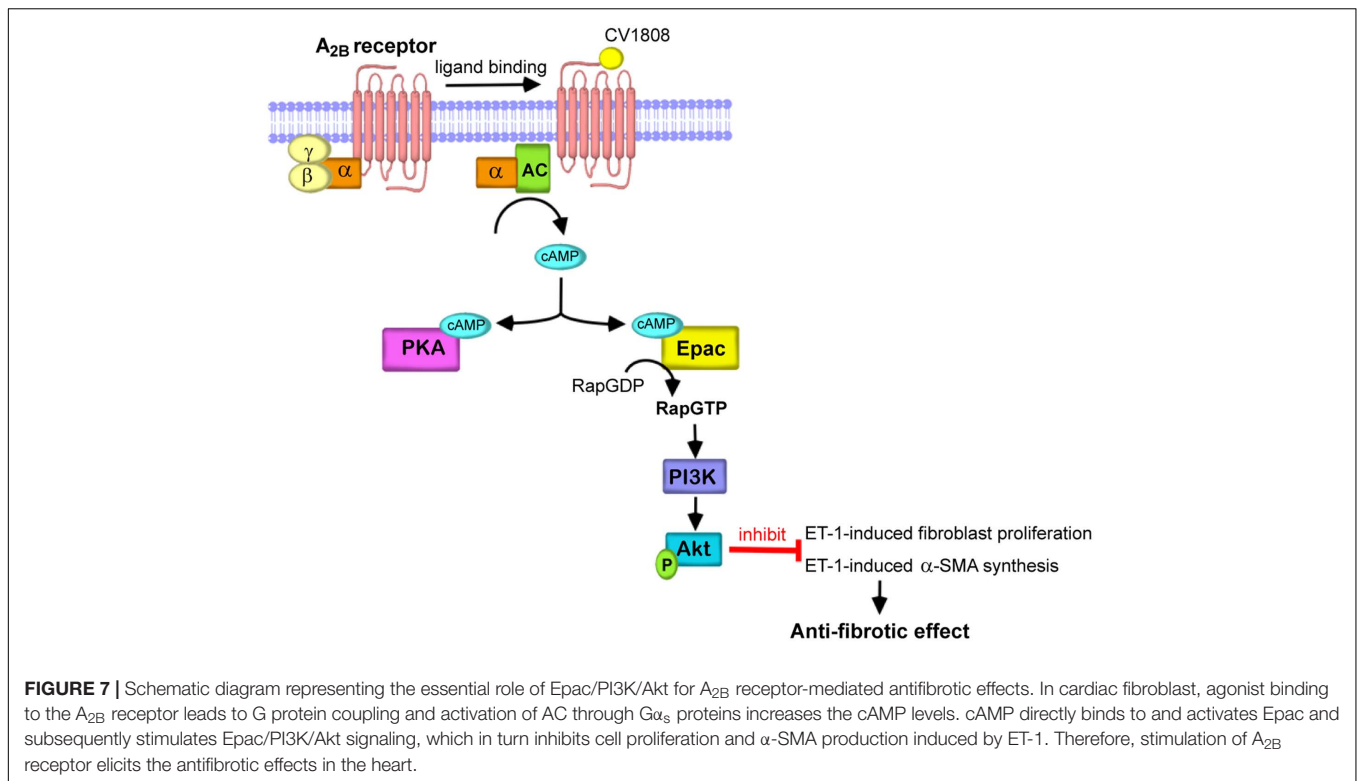 CV1808
A2B receptor
ligand binding
γ
β
α
α
AC
cAMP
cAMP
cAMP
PKA
Epac
RapGDP
RapGTP
PI3K
Akt
P
inhibit
ET-1-induced fibroblast proliferation
ET-1-induced α-SMA synthesis
Anti-fibrotic effect
FIGURE 7 | Schematic diagram representing the essential role of Epac/PI3K/Akt for A2B receptor-mediated antifibrotic effects. In cardiac fibroblast, agonist binding
to the A2B receptor leads to G protein coupling and activation of AC through Gαs proteins increases the cAMP levels. cAMP directly binds to and activates Epac and
subsequently stimulates Epac/PI3K/Akt signaling, which in turn inhibits cell proliferation and α-SMA production induced by ET-1. Therefore, stimulation of A2B
receptor elicits the antifibrotic effects in the heart.